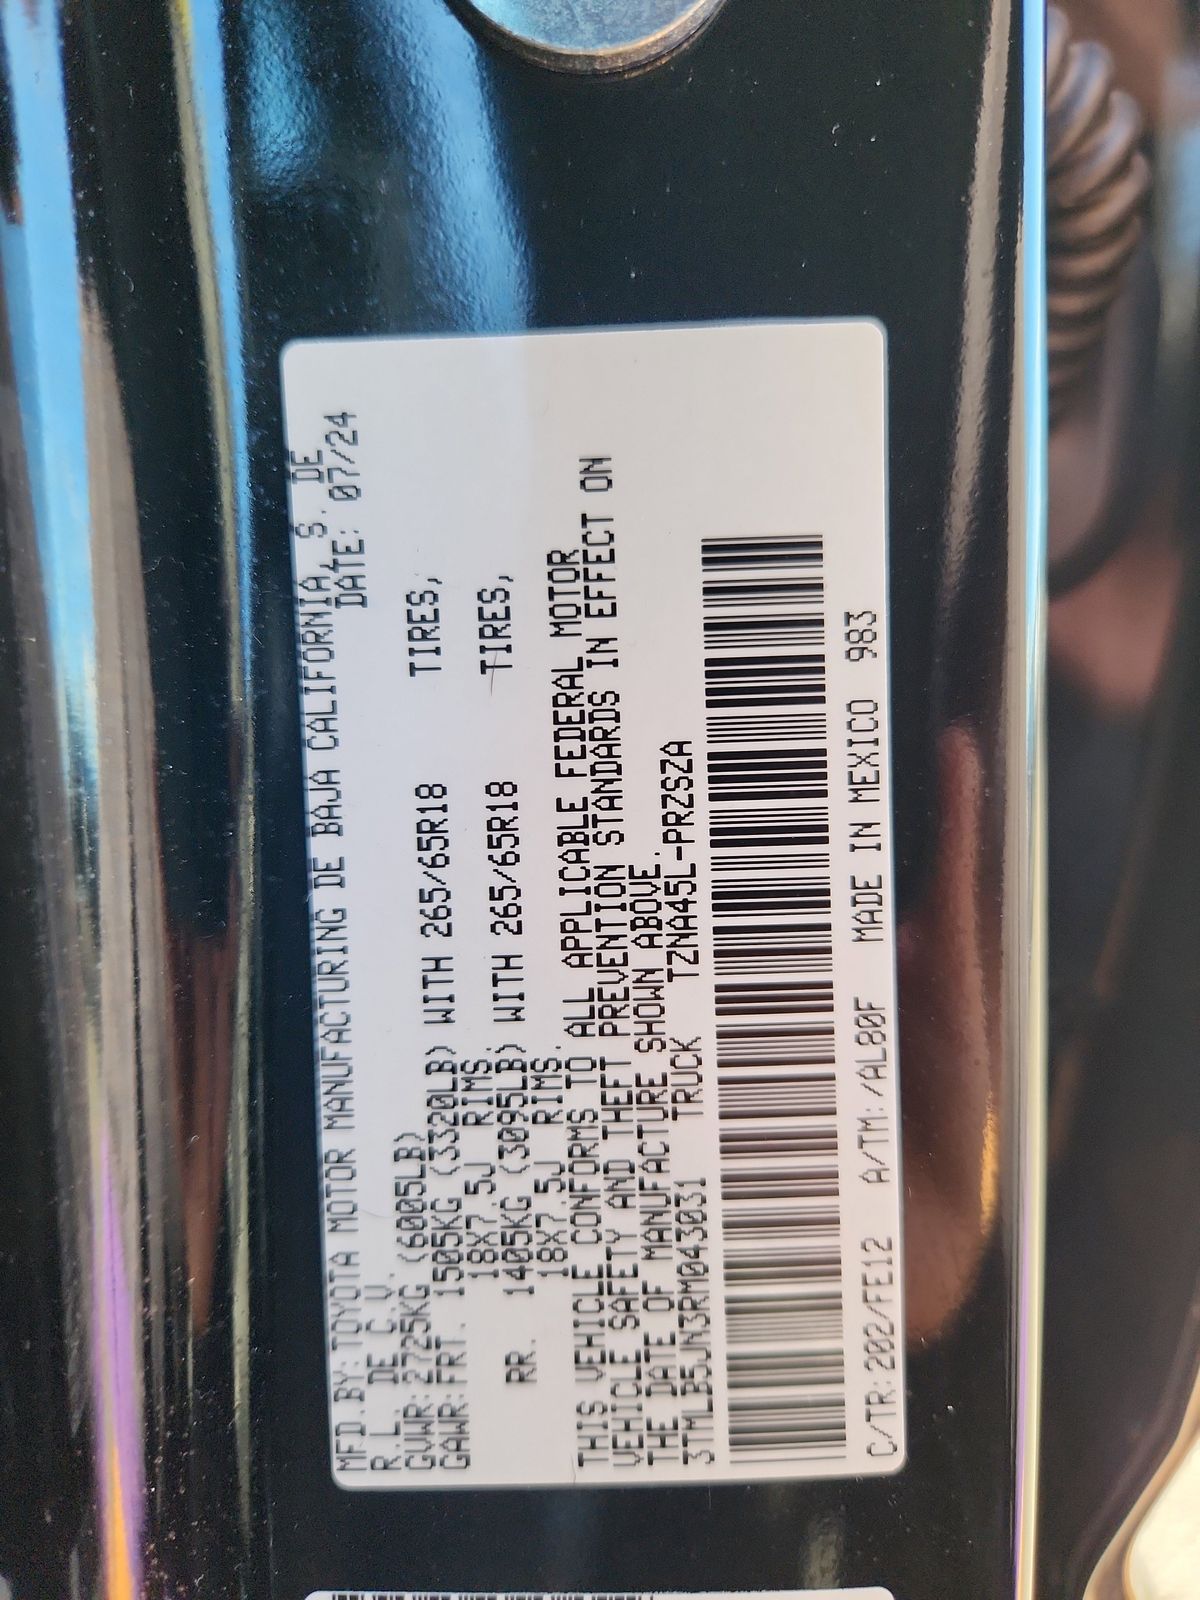 MFD.BY:TOYOTA MOTOR MANUFACTURING DE BAJA CALIFORNIA, S. DE
R.L. DE C.V. DATE: 07/24
GVWR:2725KG (6005LB)
GAWR:FRT. 1505KG (3320LB) WITH 265/65R18 TIRES,
18X7.5J RIMS.
RR. 1405KG (3095LB) WITH 265/65R18 TIRES,
18X7.5J RIMS.
THIS VEHICLE CONFORMS TO ALL APPLICABLE FEDERAL MOTOR
VEHICLE SAFETY AND THEFT PREVENTION STANDARDS IN EFFECT ON
THE DATE OF MANUFACTURE SHOWN ABOVE.
3TMLB5JN3RM043031 TRUCK TZNA45L-PRZSZA
C/TR:202/FE12 A/TM:/AL80F MADE IN MEXICO 983